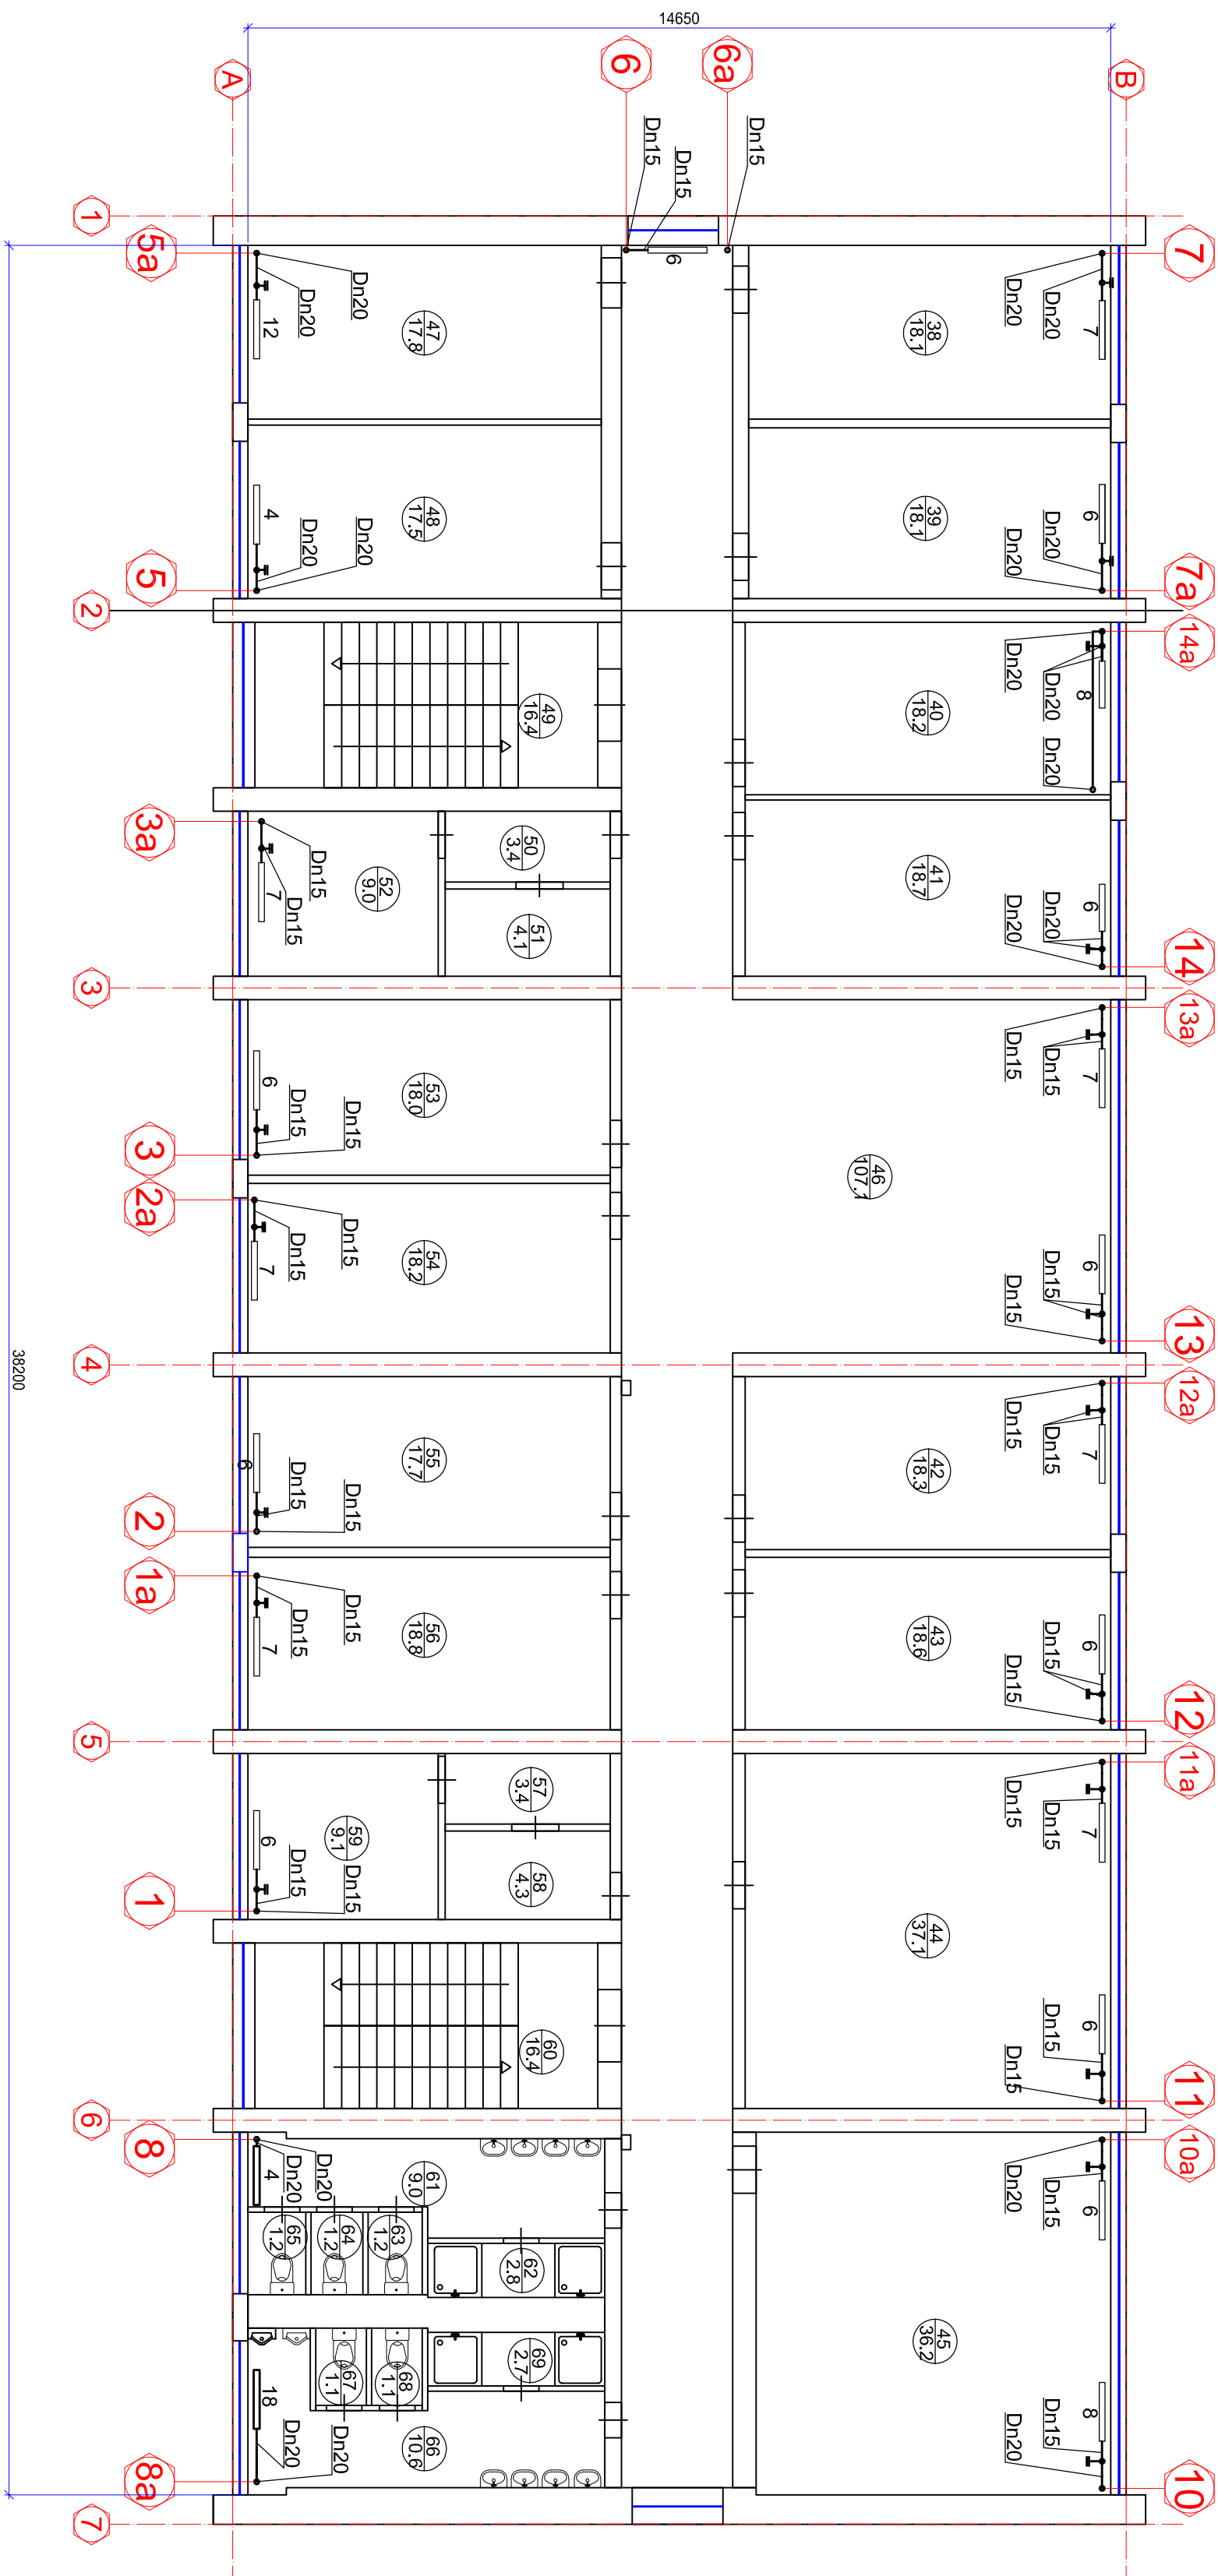 14650
38200
A
6
6a
B
1
5a
7
5
2
7a
14a
3a
3
14
13a
3
2a
4
13
12a
2
1a
5
12
11a
1
6
8
11
10a
8a
7
10
Dn15
Dn15
Dn15
6
Dn20
Dn20
12
47
17.8
38
18.1
7
Dn20
Dn20
48
17.5
4
Dn20
Dn20
39
18.1
6
Dn20
Dn20
49
16.4
40
18.2
8
Dn20
Dn20
Dn20
50
3.4
51
4.1
52
9.0
7
Dn15
Dn15
41
18.7
6
Dn20
Dn20
53
18.0
6
Dn15
Dn15
46
107.1
7
Dn15
Dn15
6
Dn15
Dn15
54
18.2
7
Dn15
Dn15
55
17.7
6
Dn15
Dn15
42
18.3
7
Dn15
Dn15
56
18.8
7
Dn15
Dn15
43
18.6
6
Dn15
Dn15
57
3.4
58
4.3
59
9.1
6
Dn15
Dn15
44
37.1
7
Dn15
Dn15
6
Dn15
Dn15
60
16.4
61
9.0
4
Dn20
Dn20
62
2.8
63
1.2
64
1.2
65
1.2
45
36.2
6
Dn15
Dn20
8
Dn15
Dn20
69
2.7
68
1.1
67
1.1
66
10.6
18
Dn20
Dn20